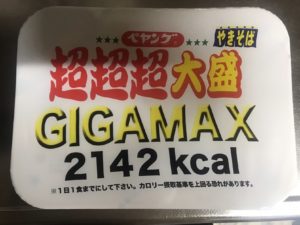 ★★★ ペヤング ★★★ やきそば
超超超大盛
GIGAMAX
2142kcal
※1日1食までにして下さい。カロリー摂取基準を上回る恐れがあります。